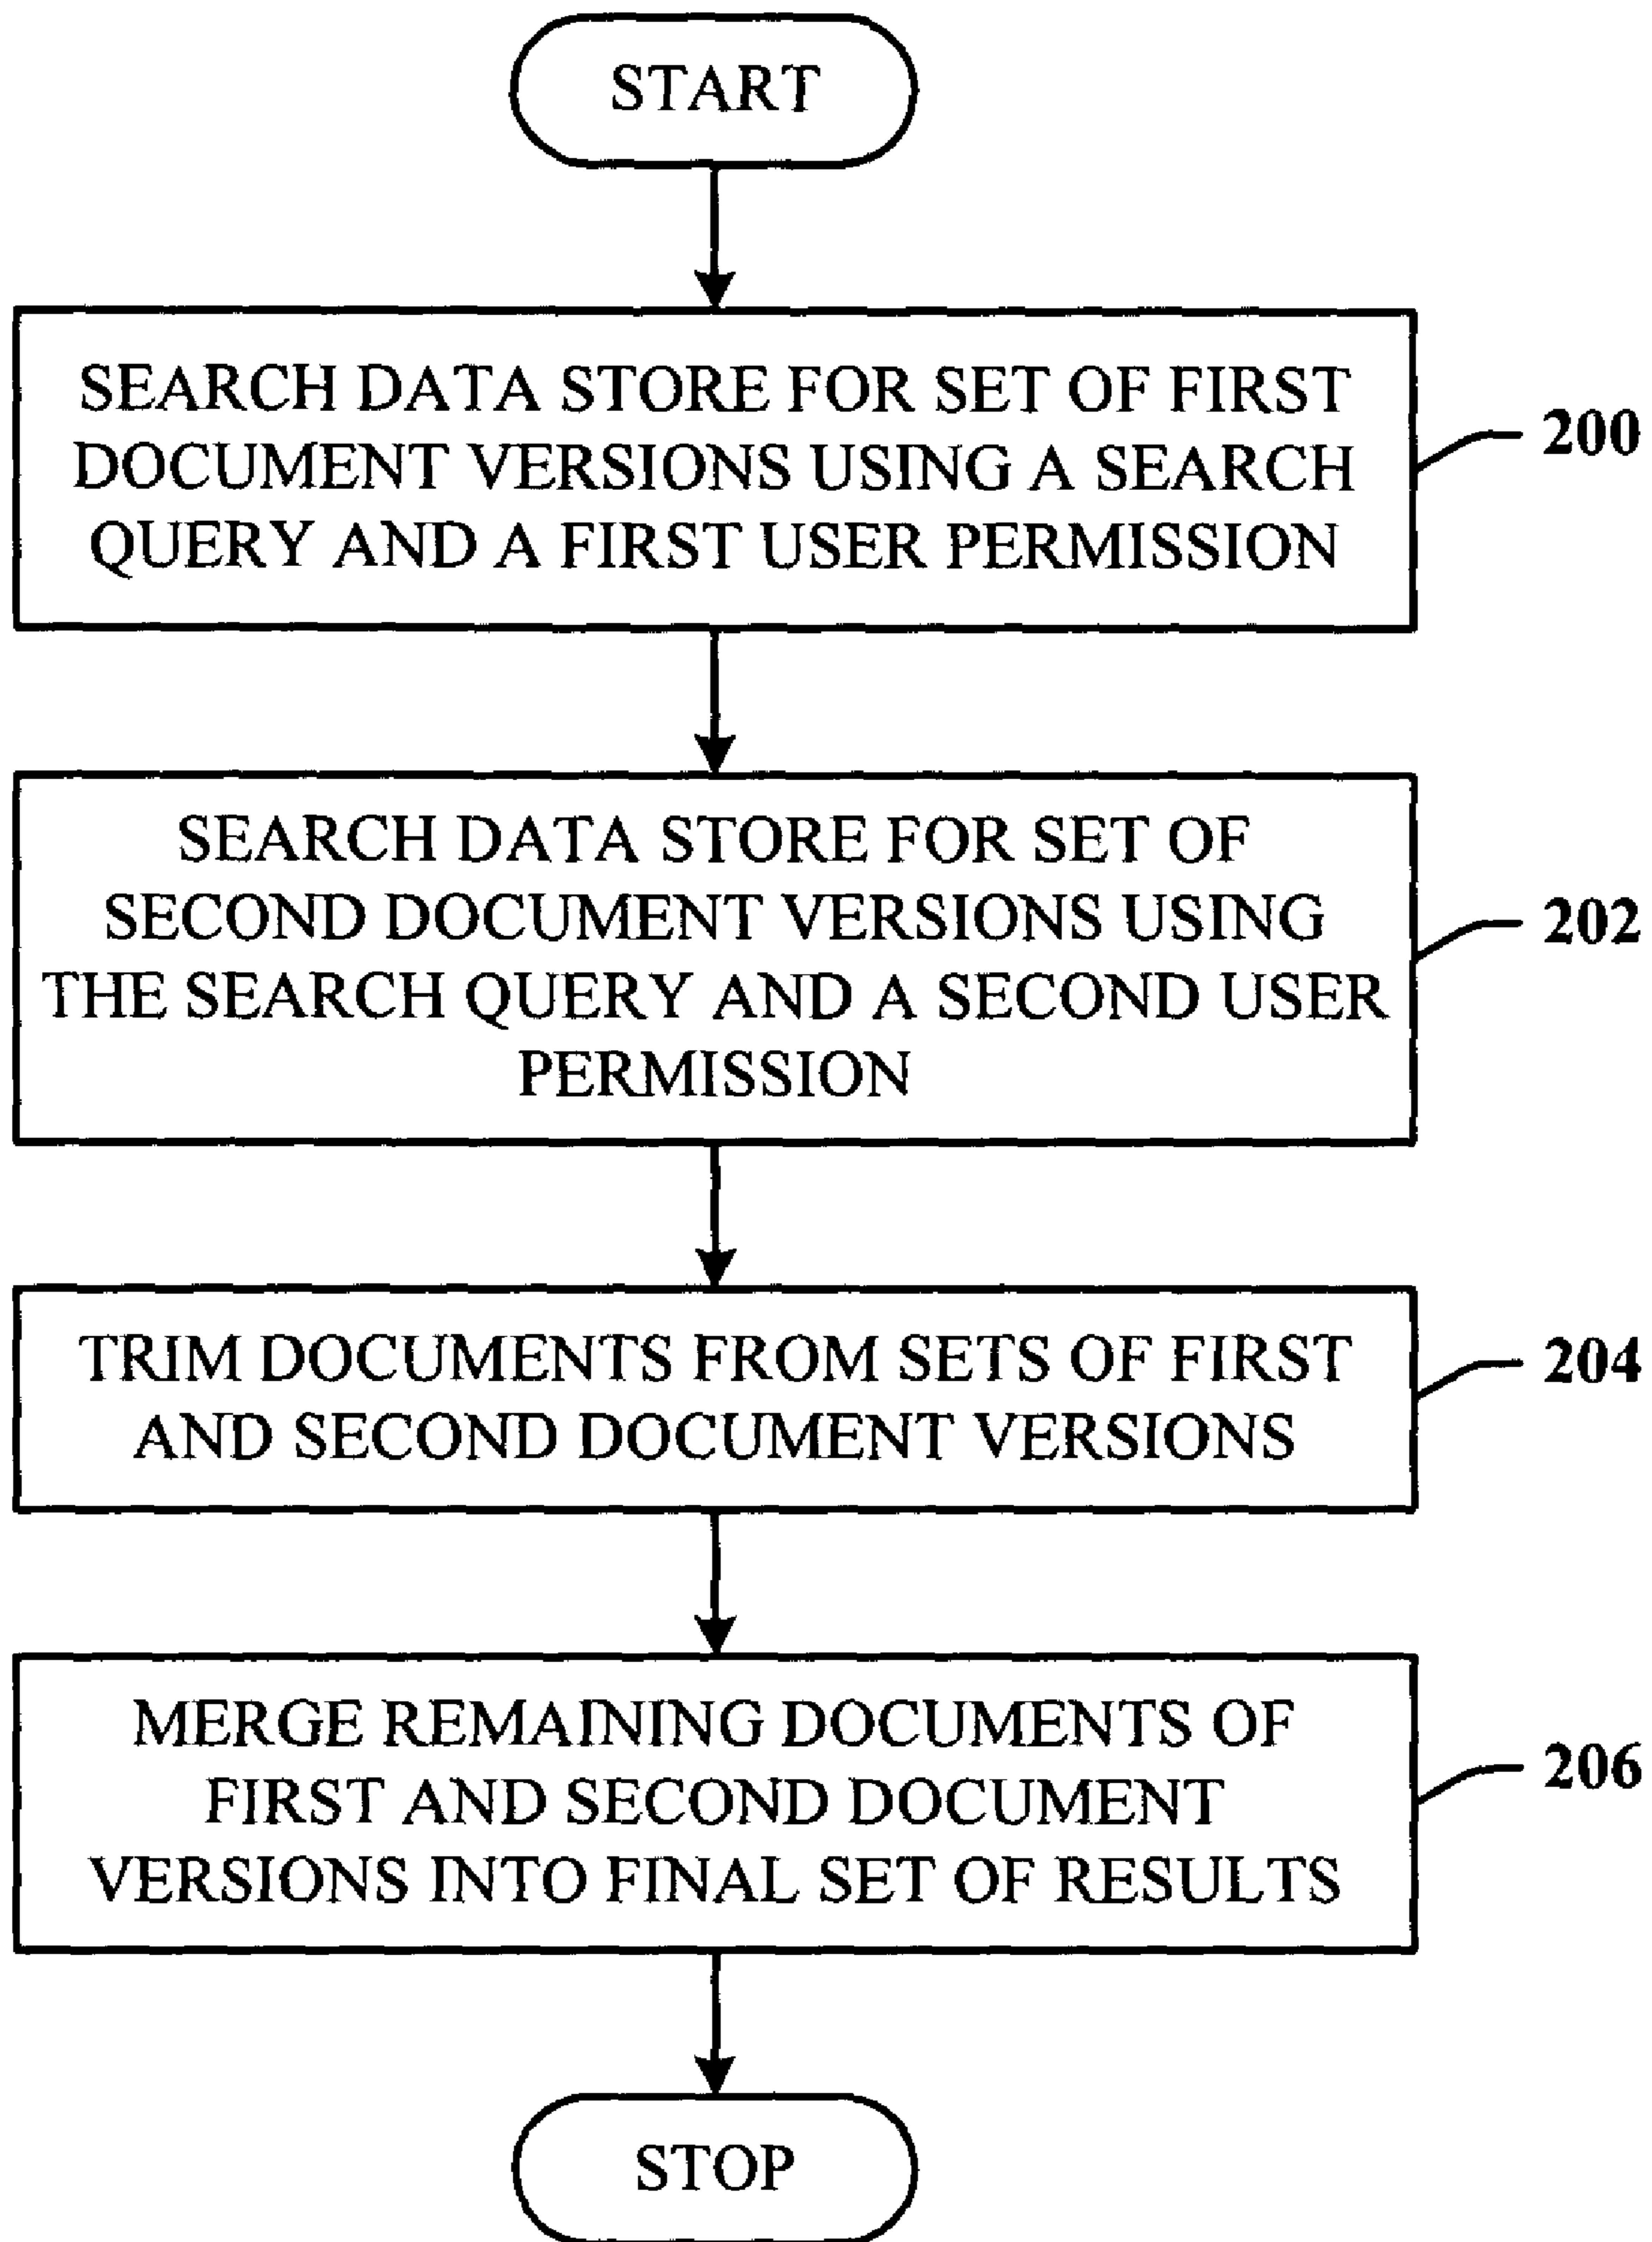 START
SEARCH DATA STORE FOR SET OF FIRST
DOCUMENT VERSIONS USING A SEARCH
QUERY AND A FIRST USER PERMISSION
200
SEARCH DATA STORE FOR SET OF
SECOND DOCUMENT VERSIONS USING
THE SEARCH QUERY AND A SECOND USER
PERMISSION
202
TRIM DOCUMENTS FROM SETS OF FIRST
AND SECOND DOCUMENT VERSIONS
204
MERGE REMAINING DOCUMENTS OF
FIRST AND SECOND DOCUMENT
VERSIONS INTO FINAL SET OF RESULTS
206
STOP